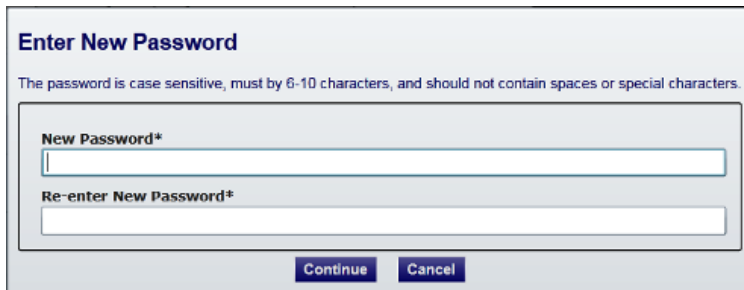 Enter New Password
The password is case sensitive, must by 6-10 characters, and should not contain spaces or special characters.
New Password*
Re-enter New Password*
Continue Cancel